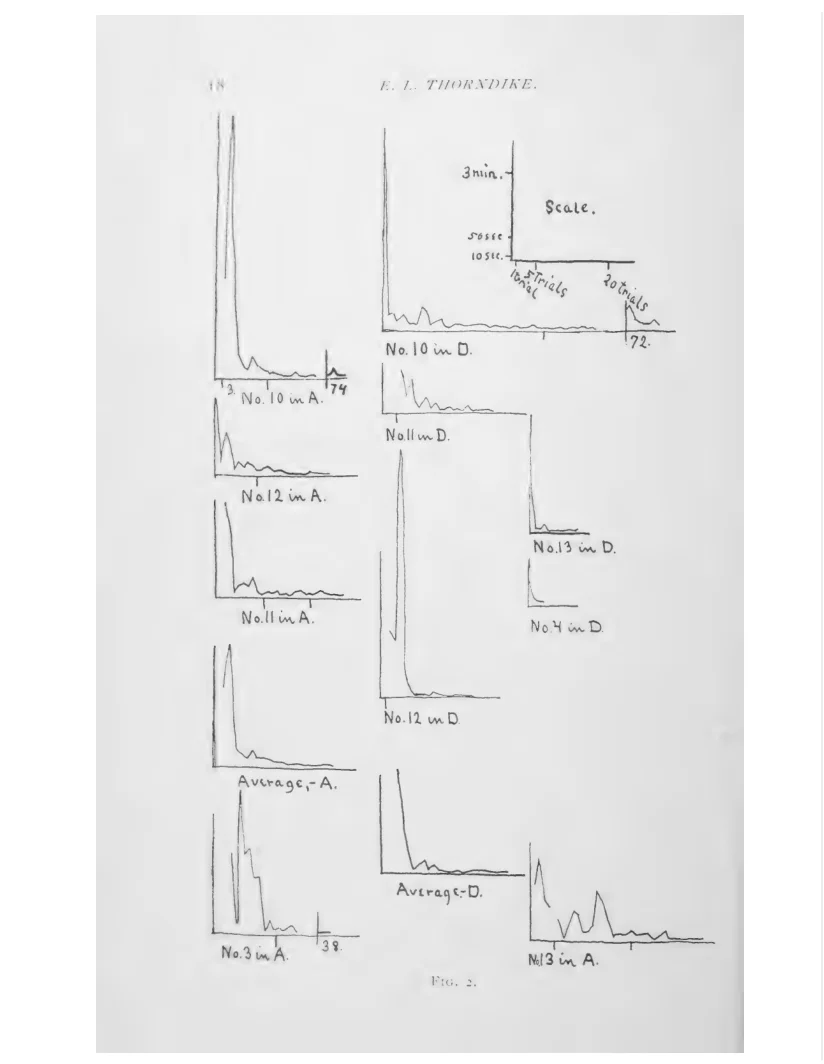 18
E. L. THORNDIKE.
3 min.
Scale.
50 sec
10 sec.
1 trial
5 Trials
20 trials
No. 10 in D.
72.
3.
No. 10 in A.
74
No. 11 in D.
No. 12 in A.
No. 13 in D.
No. 11 in A.
No. 4 in D.
No. 12 in D
Average,- A.
Average,- D.
No. 3 in A.
38.
No. 13 in A.
FIG. 2.